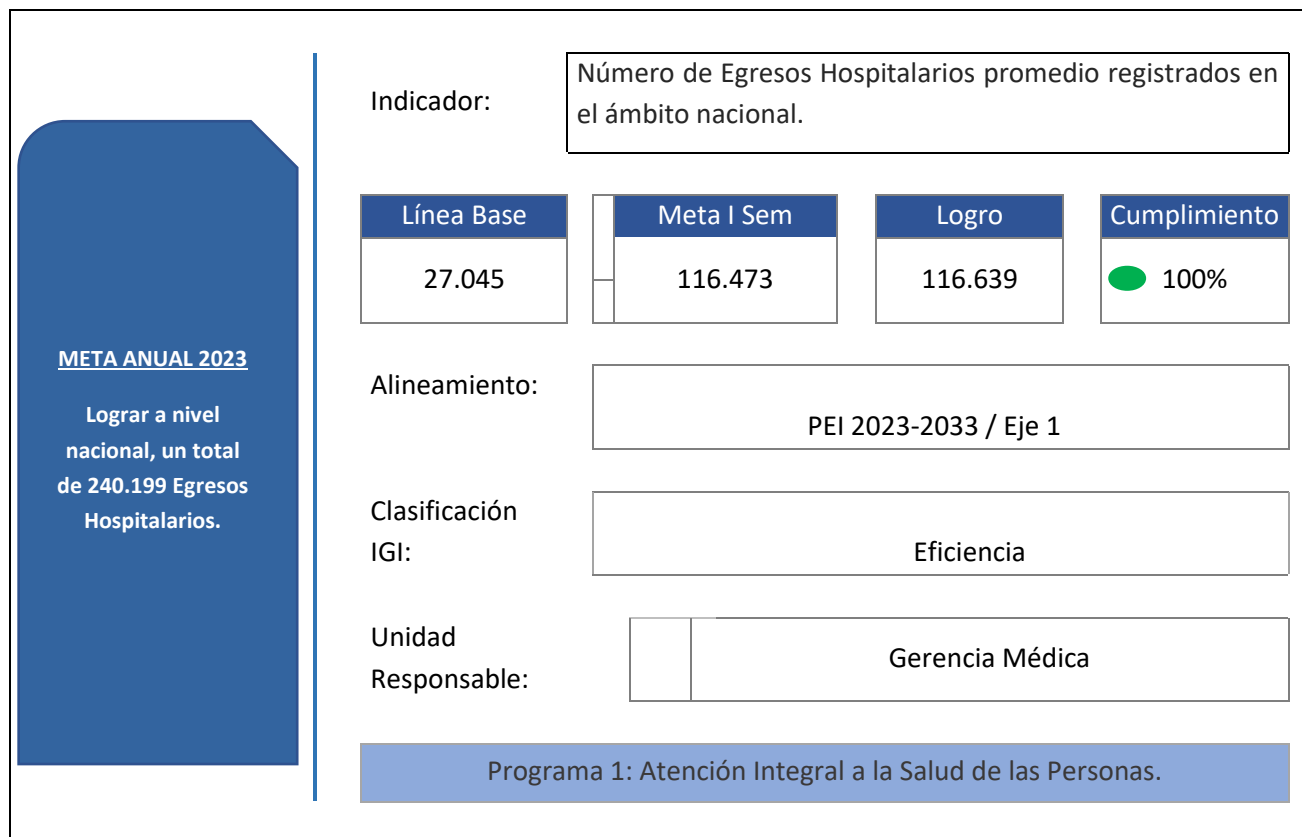 META ANUAL 2023
Lograr a nivel
nacional, un total
de 240.199 Egresos
Hospitalarios.
Indicador:
Número de Egresos Hospitalarios promedio registrados en
el ámbito nacional.
Línea Base
27.045
Meta I Sem
116.473
Logro
116.639
Cumplimiento
100%
Alineamiento:
PEI 2023-2033 / Eje 1
Clasificación
IGI:
Eficiencia
Unidad
Responsable:
Gerencia Médica
Programa 1: Atención Integral a la Salud de las Personas.